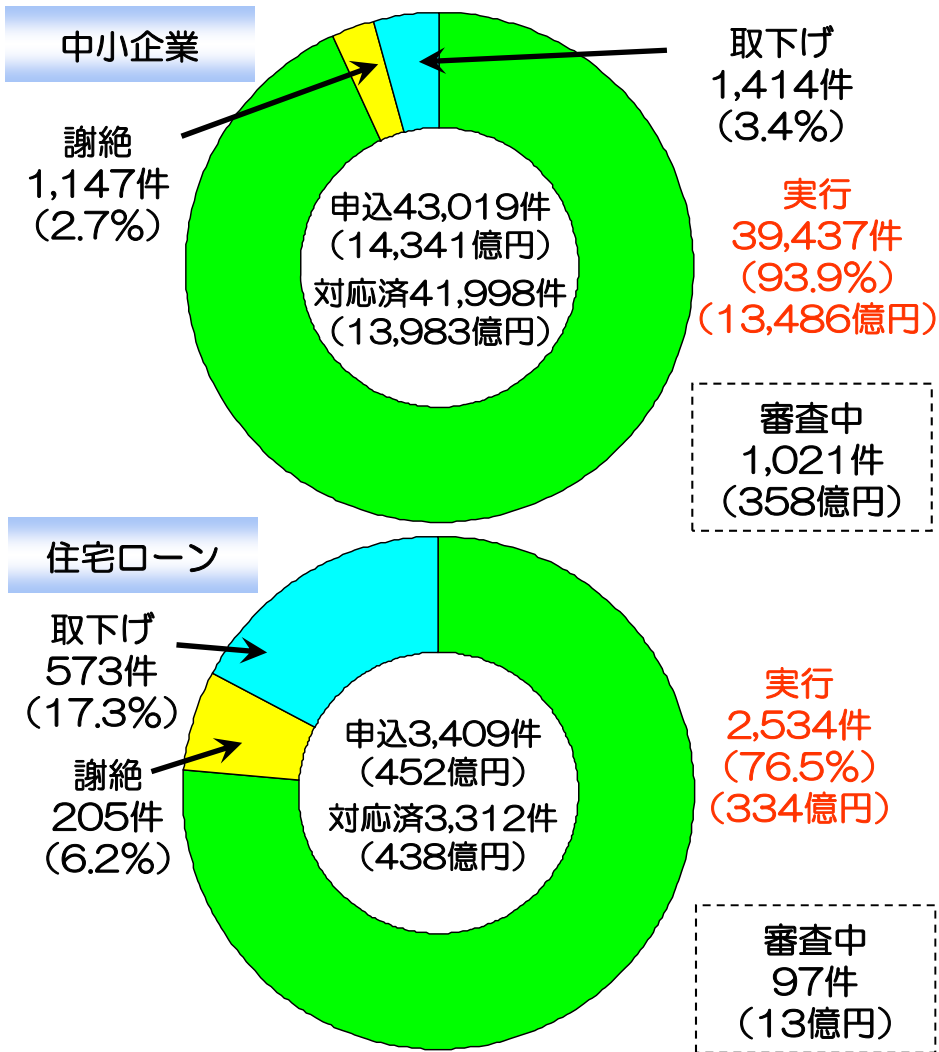 中小企業
取下げ
1,414件
（3.4%）
謝絶
1,147件
（2.7%）
申込43,019件
（14,341億円）
対応済41,998件
（13,983億円）
実行
39,437件
（93.9%）
（13,486億円）
審査中
1,021件
（358億円）
住宅ローン
取下げ
573件
（17.3%）
謝絶
205件
（6.2%）
申込3,409件
（452億円）
対応済3,312件
（438億円）
実行
2,534件
（76.5%）
（334億円）
審査中
97件
（13億円）